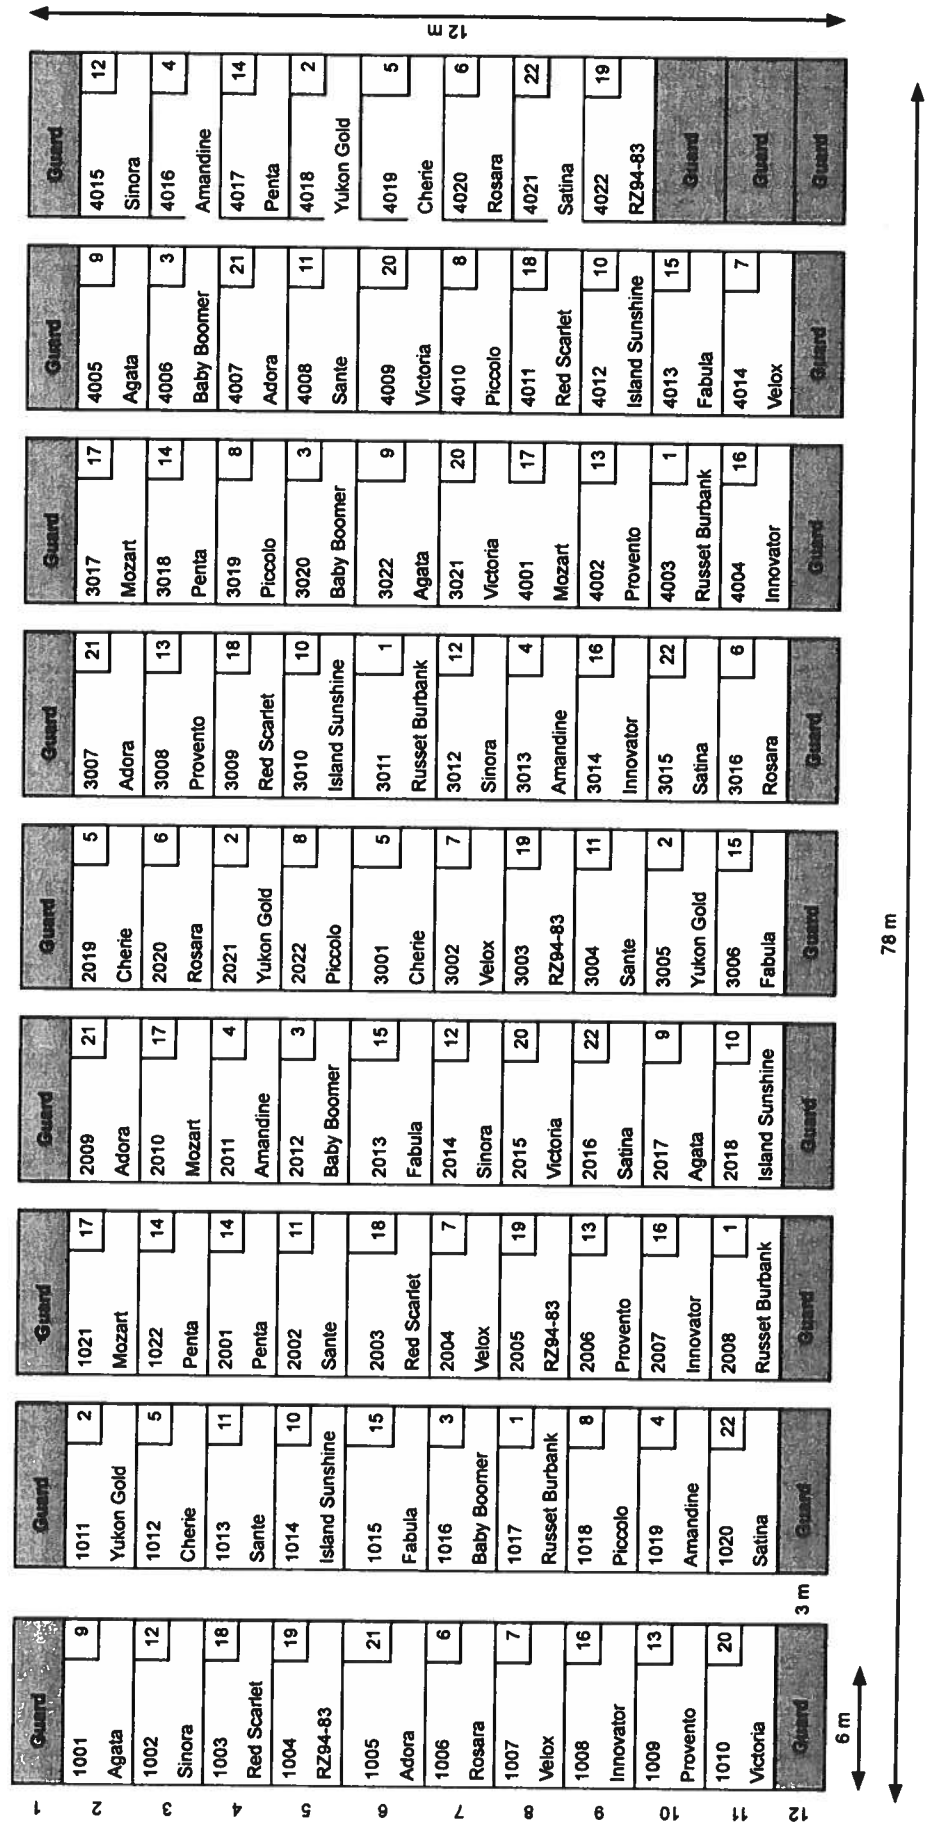 12 m
Guard
4015 12
Sinora
4016 4
Amandine
4017 14
Penta
4018 2
Yukon Gold
4019 5
Cherie
4020 6
Rosara
4021 22
Satina
4022 19
RZ94-83
Guard
Guard
Guard
Guard
4005 9
Agata
4006 3
Baby Boomer
4007 21
Adora
4008 11
Sante
4009 20
Victoria
4010 8
Piccolo
4011 18
Red Scarlet
4012 10
Island Sunshine
4013 15
Fabula
4014 7
Velox
Guard
Guard
3017 17
Mozart
3018 14
Penta
3019 8
Piccolo
3020 3
Baby Boomer
3022 9
Agata
3021 20
Victoria
4001 17
Mozart
4002 13
Provento
4003 1
Russet Burbank
4004 16
Innovator
Guard
Guard
3007 21
Adora
3008 13
Provento
3009 18
Red Scarlet
3010 10
Island Sunshine
3011 1
Russet Burbank
3012 12
Sinora
3013 4
Amandine
3014 16
Innovator
3015 22
Satina
3016 6
Rosara
Guard
Guard
2019 5
Cherie
2020 6
Rosara
2021 2
Yukon Gold
2022 8
Piccolo
3001 5
Cherie
3002 7
Velox
3003 19
RZ94-83
3004 11
Sante
3005 2
Yukon Gold
3006 15
Fabula
Guard
78 m
Guard
2009 21
Adora
2010 17
Mozart
2011 4
Amandine
2012 3
Baby Boomer
2013 15
Fabula
2014 12
Sinora
2015 20
Victoria
2016 22
Satina
2017 9
Agata
2018 10
Island Sunshine
Guard
Guard
1021 17
Mozart
1022 14
Penta
2001 14
Penta
2002 11
Sante
2003 18
Red Scarlet
2004 7
Velox
2005 19
RZ94-83
2006 13
Provento
2007 16
Innovator
2008 1
Russet Burbank
Guard
Guard
1011 2
Yukon Gold
1012 5
Cherie
1013 11
Sante
1014 10
Island Sunshine
1015 15
Fabula
1016 3
Baby Boomer
1017 1
Russet Burbank
1018 8
Piccolo
1019 4
Amandine
1020 22
Satina
Guard
3 m
Guard
1001 9
Agata
1002 12
Sinora
1003 18
Red Scarlet
1004 19
RZ94-83
1005 21
Adora
1006 6
Rosara
1007 7
Velox
1008 16
Innovator
1009 13
Provento
1010 20
Victoria
Guard
6 m
1 2 3 4 5 6 7 8 9 10 11 12